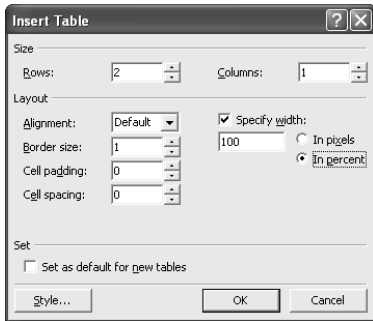 Insert Table
Size
Rows: 2 Columns: 1
Layout
Alignment: Default Specify width:
Border size: 1 100 In pixels
Cell padding: 0 In percent
Cell spacing: 0
Set
Set as default for new tables
Style... OK Cancel